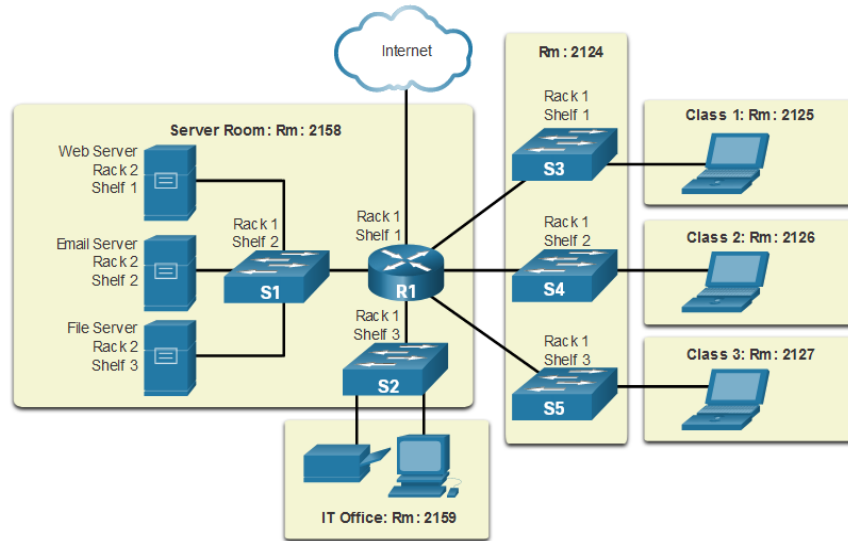 Internet
Server Room: Rm: 2158
Web Server
Rack 2
Shelf 1
Email Server
Rack 2
Shelf 2
File Server
Rack 2
Shelf 3
Rack 1
Shelf 2
S1
Rack 1
Shelf 1
R1
Rack 1
Shelf 3
S2
IT Office: Rm: 2159
Rm: 2124
Rack 1
Shelf 1
S3
Rack 1
Shelf 2
S4
Rack 1
Shelf 3
S5
Class 1: Rm: 2125
Class 2: Rm: 2126
Class 3: Rm: 2127